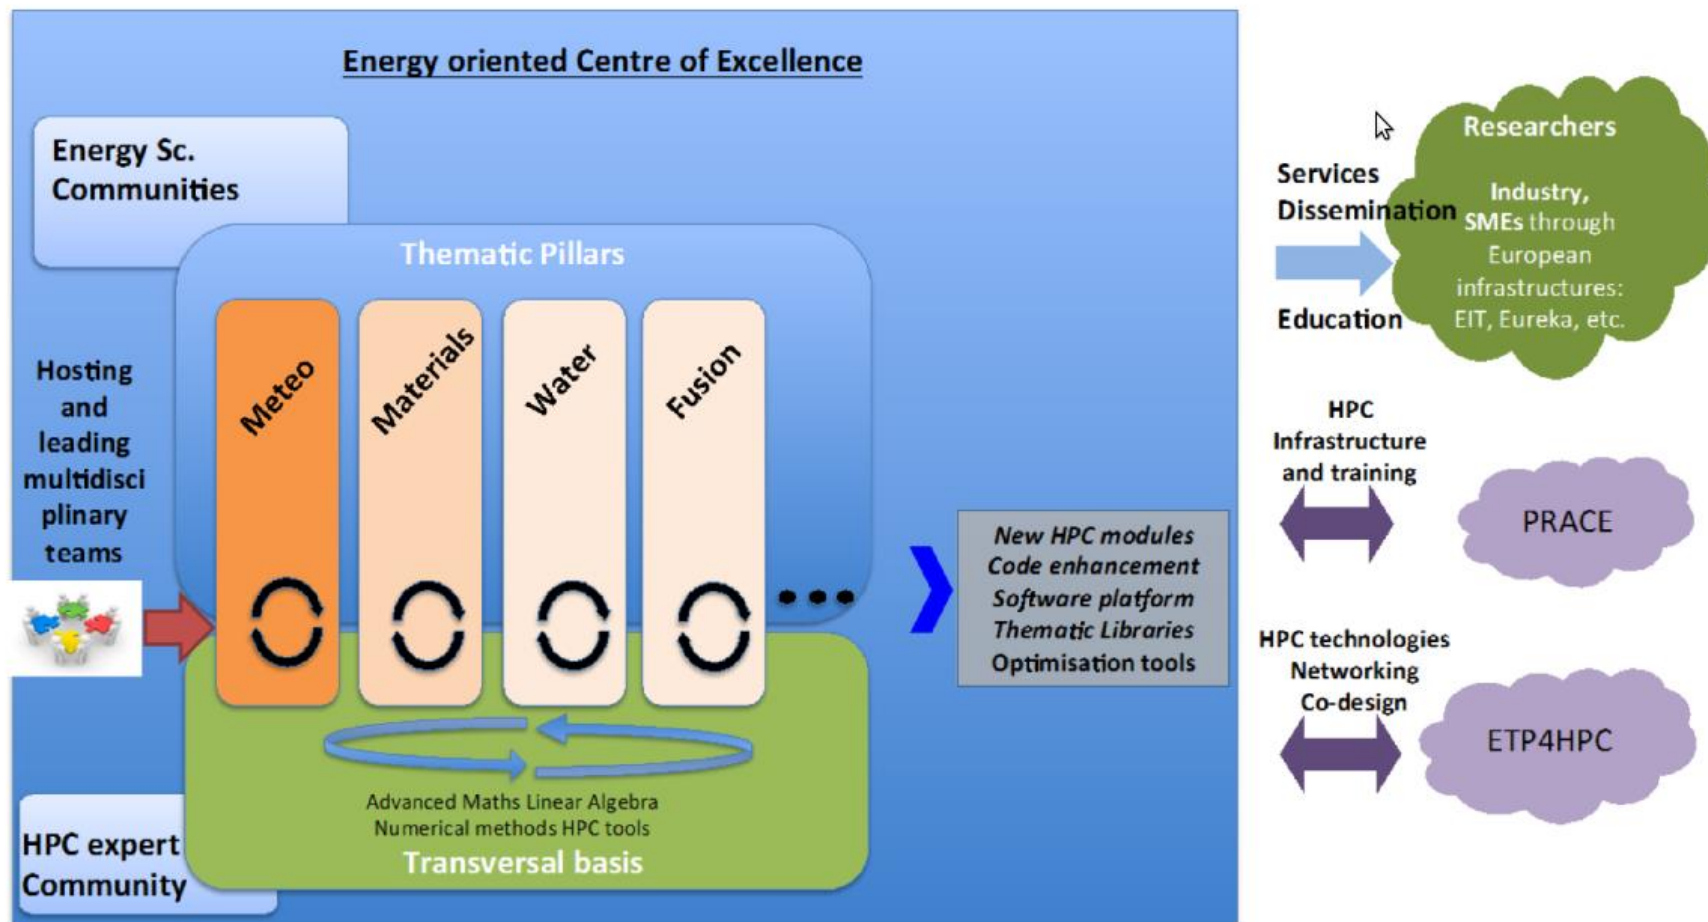 Energy oriented Centre of Excellence
Energy Sc.
Communities
Thematic Pillars
Meteo
Materials
Water
Fusion
Hosting
and
leading
multidisci
plinary
teams
New HPC modules
Code enhancement
Software platform
Thematic Libraries
Optimisation tools
Advanced Maths Linear Algebra
Numerical methods HPC tools
Transversal basis
HPC expert
Community
Services
Dissemination
Education
Researchers
Industry,
SMEs through
European
infrastructures:
EIT, Eureka, etc.
HPC
Infrastructure
and training
PRACE
HPC technologies
Networking
Co-design
ETP4HPC